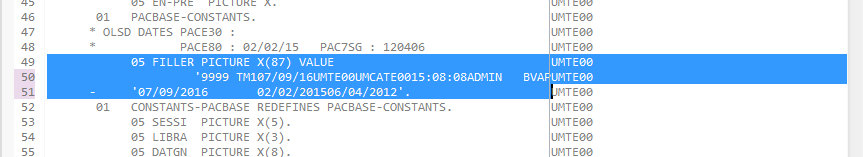 45 05 EN-PRE PICTURE X. UMTE00
46 01 PACBASE-CONSTANTS. UMTE00
47 * OLSD DATES PACE30 : UMTE00
48 * PACE80 : 02/02/15 PAC7SG : 120406 UMTE00
49 05 FILLER PICTURE X(87) VALUE UMTE00
50 '9999 TM107/09/16UMTE00UMCATE0015:08:08ADMIN BVAPUMTE00
51 - '07/09/2016 02/02/201506/04/2012'. UMTE00
52 01 CONSTANTS-PACBASE REDEFINES PACBASE-CONSTANTS. UMTE00
53 05 SESSI PICTURE X(5). UMTE00
54 05 LIBRA PICTURE X(3). UMTE00
55 05 DATGN PICTURE X(8). UMTE00